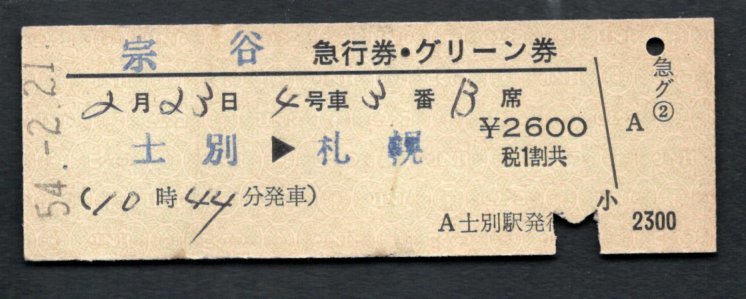 宗谷 急行券・グリーン券
2月23日 4号車3番B席
¥2600
士別▶札幌 税1割共
(10時44分発車)
A士別駅発行
小
54.-2.21.
急グ②
A
2300